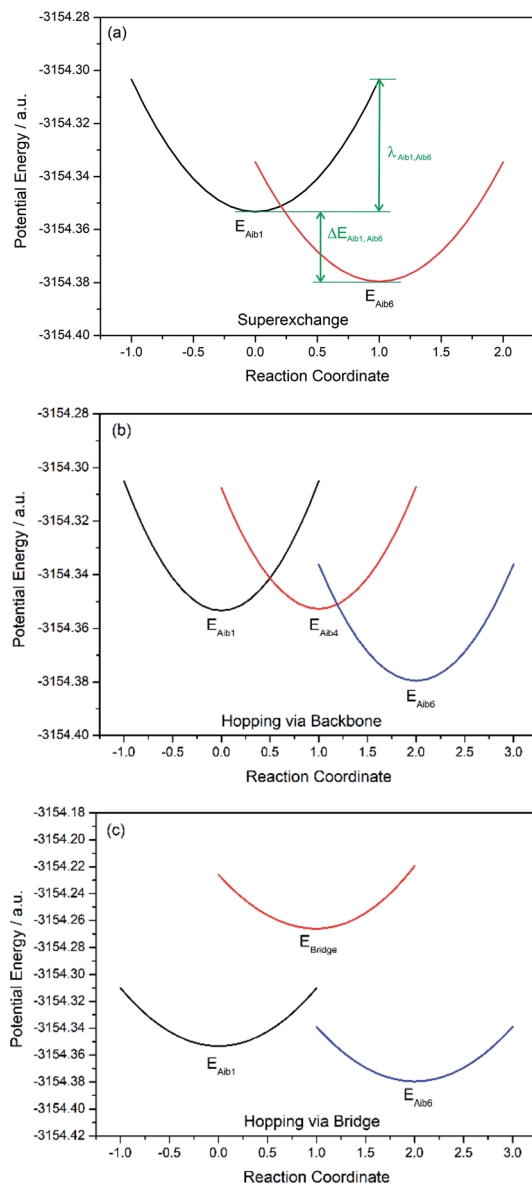 (a)
-3154.28
-3154.30
-3154.32
-3154.34
-3154.36
-3154.38
-3154.40
Potential Energy / a.u.
λAib1,Aib6
EAib1
ΔEAib1, Aib6
EAib6
Superexchange
-1.0 -0.5 0.0 0.5 1.0 1.5 2.0
Reaction Coordinate
(b)
-3154.28
-3154.30
-3154.32
-3154.34
-3154.36
-3154.38
-3154.40
Potential Energy / a.u.
EAib1
EAib4
EAib6
Hopping via Backbone
-1.0 -0.5 0.0 0.5 1.0 1.5 2.0 2.5 3.0
Reaction Coordinate
(c)
-3154.18
-3154.20
-3154.22
-3154.24
-3154.26
-3154.28
-3154.30
-3154.32
-3154.34
-3154.36
-3154.38
-3154.40
-3154.42
Potential Energy / a.u.
EBridge
EAib1
EAib6
Hopping via Bridge
-1.0 -0.5 0.0 0.5 1.0 1.5 2.0 2.5 3.0
Reaction Coordinate